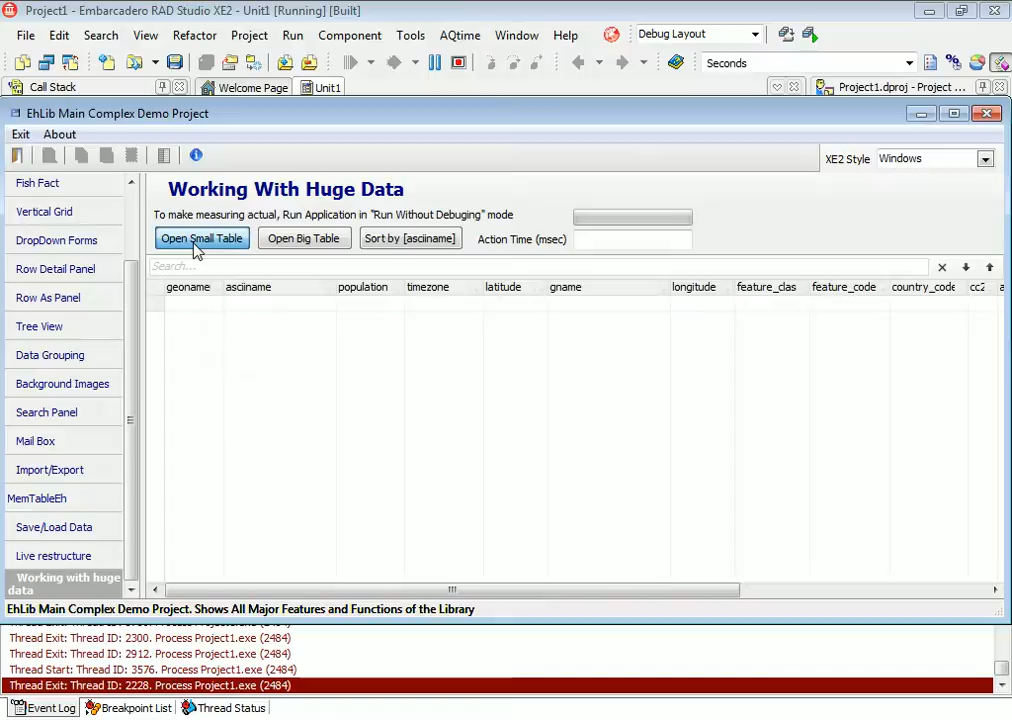 Project1 - Embarcadero RAD Studio XE2 - Unit1 [Running] [Built]
File Edit Search View Refactor Project Run Component Tools AQtime Window Help Debug Layout
Seconds
Call Stack Welcome Page Unit1 Project1.dproj - Project ...
EhLib Main Complex Demo Project
Exit About
XE2 Style Windows
Fish Fact
Vertical Grid
DropDown Forms
Row Detail Panel
Row As Panel
Tree View
Data Grouping
Background Images
Search Panel
Mail Box
Import/Export
MemTableEh
Save/Load Data
Live restructure
Working with huge
data
Working With Huge Data
To make measuring actual, Run Application in "Run Without Debuging" mode
Open Small Table Open Big Table Sort by [asciiname] Action Time (msec)
Search...
geoname asciiname population timezone latitude gname longitude feature_clas feature_code country_code cc2 a
EhLib Main Complex Demo Project. Shows All Major Features and Functions of the Library
Thread Exit: Thread ID: 2300. Process Project1.exe (2484)
Thread Exit: Thread ID: 2912. Process Project1.exe (2484)
Thread Start: Thread ID: 3576. Process Project1.exe (2484)
Thread Exit: Thread ID: 2228. Process Project1.exe (2484)
Event Log Breakpoint List Thread Status